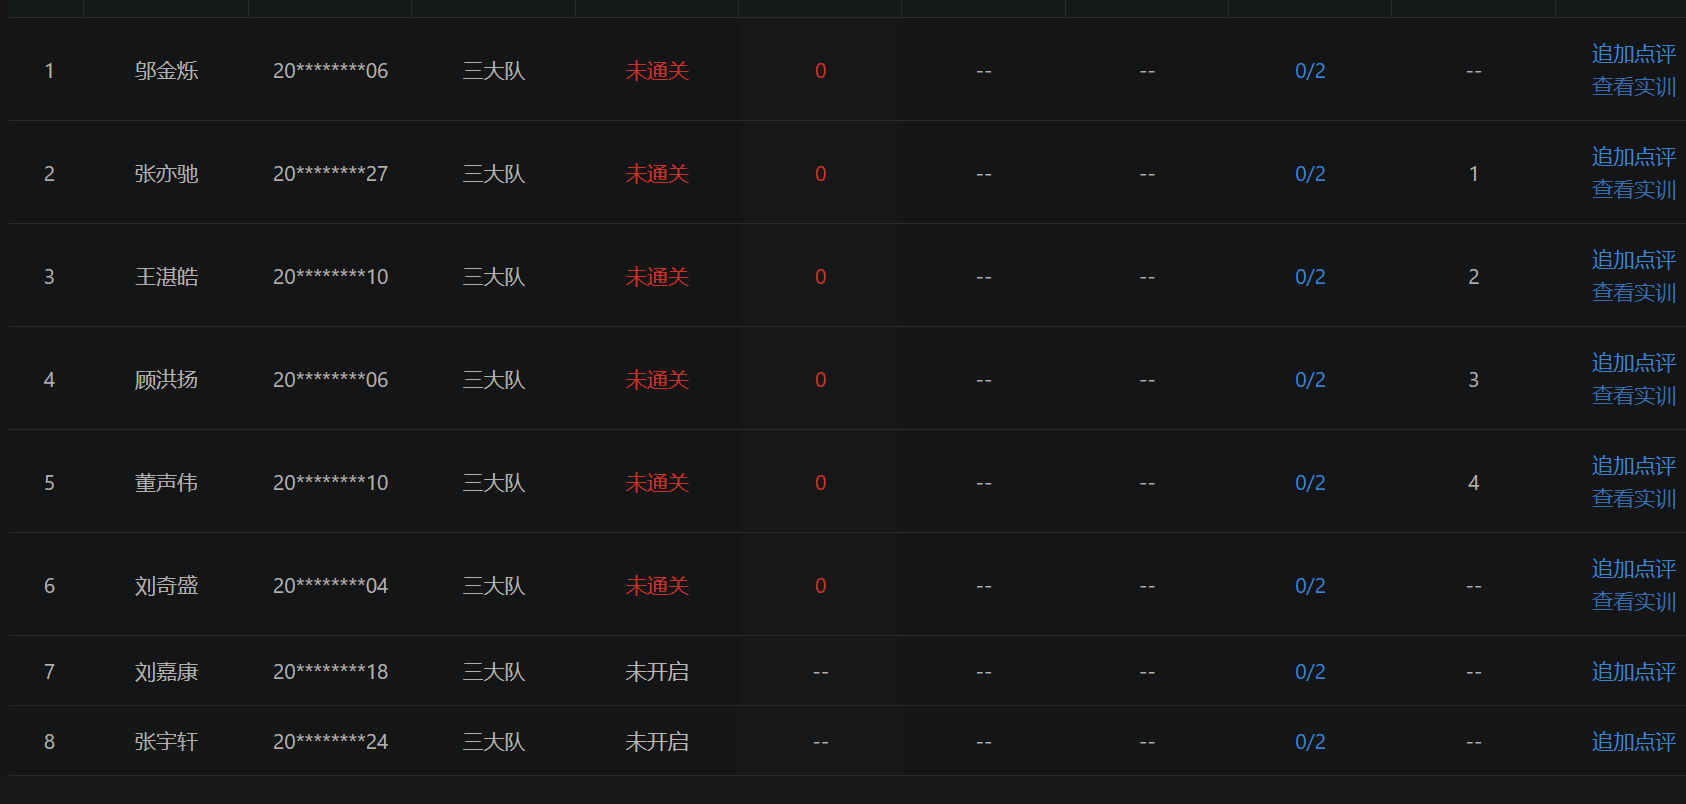 1 邬金烁 20********06 三大队 未通关 0 -- -- 0/2 -- 追加点评
查看实训
2 张亦驰 20********27 三大队 未通关 0 -- -- 0/2 1 追加点评
查看实训
3 王湛皓 20********10 三大队 未通关 0 -- -- 0/2 2 追加点评
查看实训
4 顾洪扬 20********06 三大队 未通关 0 -- -- 0/2 3 追加点评
查看实训
5 董声伟 20********10 三大队 未通关 0 -- -- 0/2 4 追加点评
查看实训
6 刘奇盛 20********04 三大队 未通关 0 -- -- 0/2 -- 追加点评
查看实训
7 刘嘉康 20********18 三大队 未开启 -- -- -- 0/2 -- 追加点评
8 张宇轩 20********24 三大队 未开启 -- -- -- 0/2 -- 追加点评